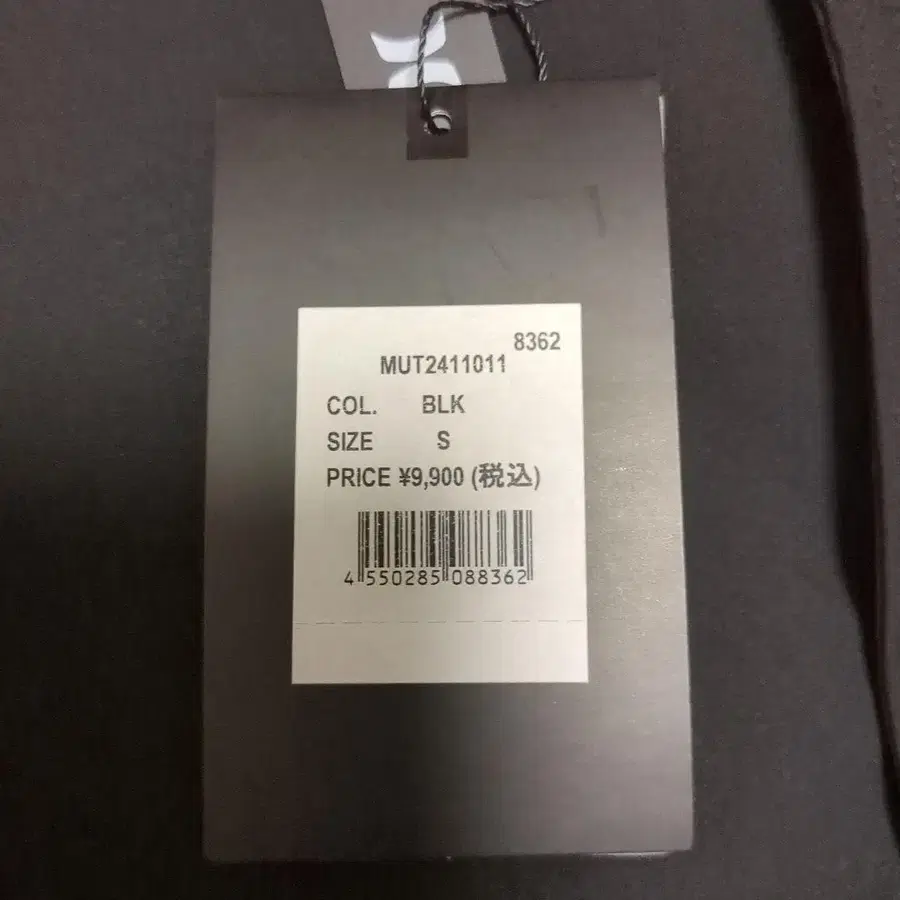 8362
MUT2411011
COL. BLK
SIZE S
PRICE ¥9,900 (税込)
4 550285 088362